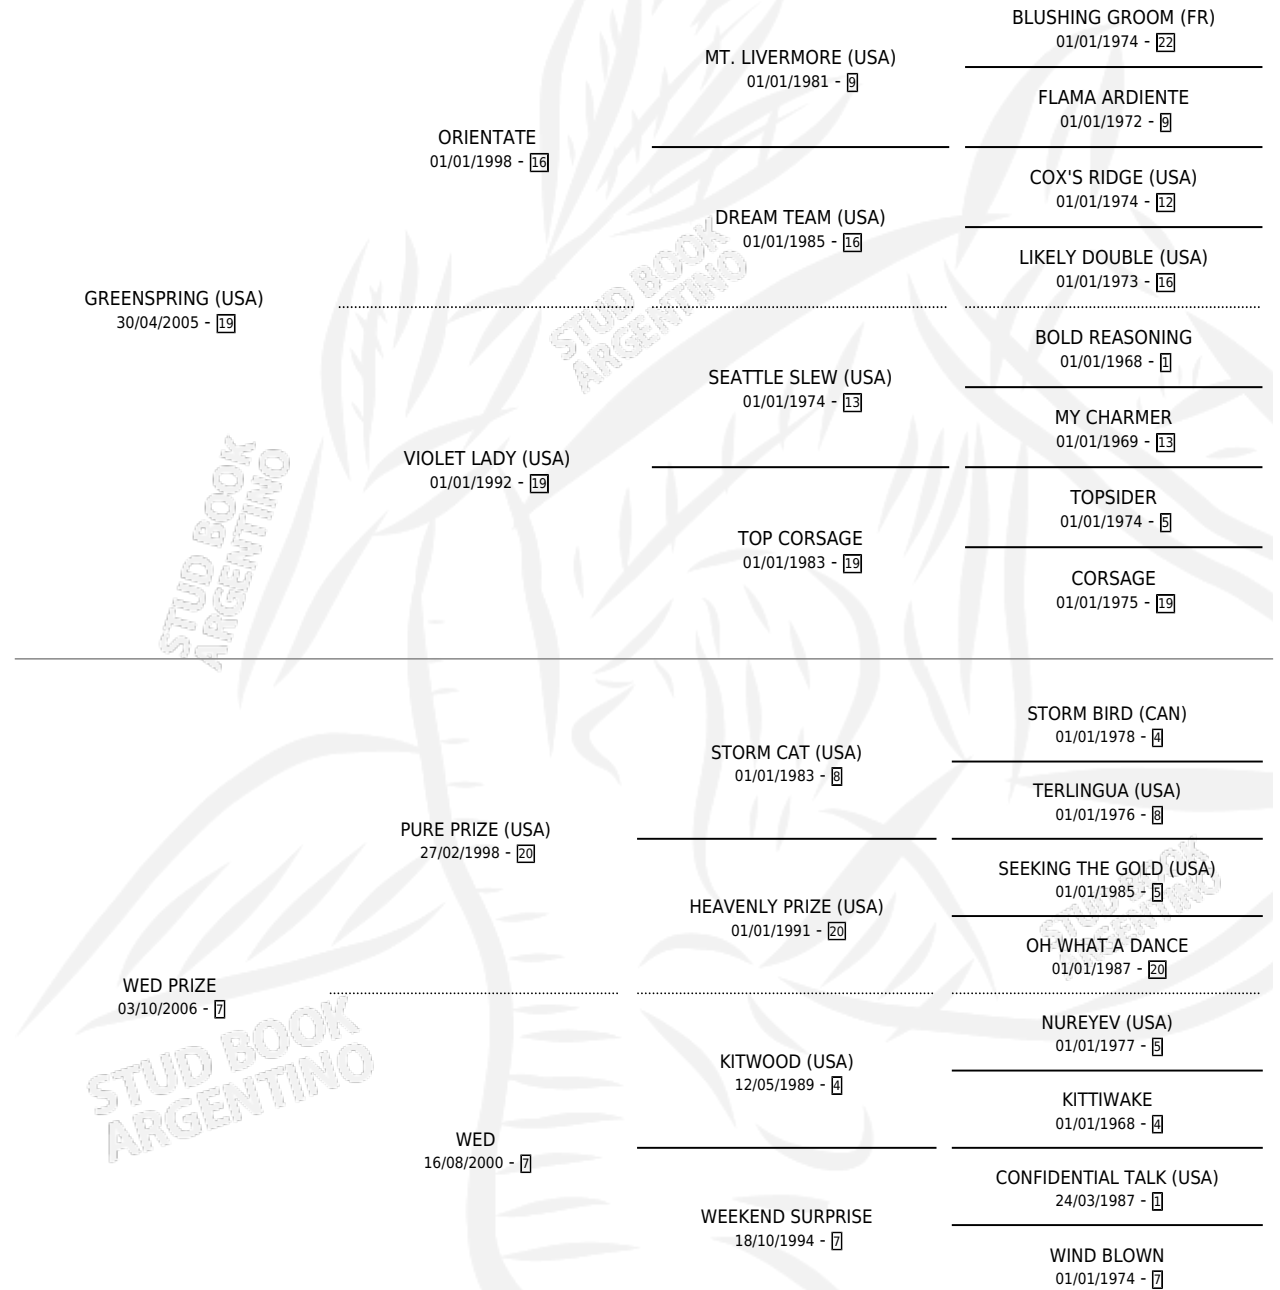 BLUSHING GROOM (FR)
01/01/1974 - 22
MT. LIVERMORE (USA)
01/01/1981 - 9
FLAMA ARDIENTE
01/01/1972 - 9
ORIENTATE
01/01/1998 - 16
COX'S RIDGE (USA)
01/01/1974 - 12
DREAM TEAM (USA)
01/01/1985 - 16
LIKELY DOUBLE (USA)
01/01/1973 - 16
GREENSPRING (USA)
30/04/2005 - 19
BOLD REASONING
01/01/1968 - 1
SEATTLE SLEW (USA)
01/01/1974 - 13
MY CHARMER
01/01/1969 - 13
VIOLET LADY (USA)
01/01/1992 - 19
TOPSIDER
01/01/1974 - 5
TOP CORSAGE
01/01/1983 - 19
CORSAGE
01/01/1975 - 19
STORM BIRD (CAN)
01/01/1978 - 4
STORM CAT (USA)
01/01/1983 - 8
TERLINGUA (USA)
01/01/1976 - 8
PURE PRIZE (USA)
27/02/1998 - 20
SEEKING THE GOLD (USA)
01/01/1985 - 5
HEAVENLY PRIZE (USA)
01/01/1991 - 20
OH WHAT A DANCE
01/01/1987 - 20
WED PRIZE
03/10/2006 - 7
NUREYEV (USA)
01/01/1977 - 5
KITWOOD (USA)
12/05/1989 - 4
KITTIWAKE
01/01/1968 - 4
WED
16/08/2000 - 7
CONFIDENTIAL TALK (USA)
24/03/1987 - 1
WEEKEND SURPRISE
18/10/1994 - 7
WIND BLOWN
01/01/1974 - 7
STUD BOOK
ARGENTINO
STUD BOOK
ARGENTINO
STUD BOOK
ARGENTINO
STUD BOOK
ARGENTINO